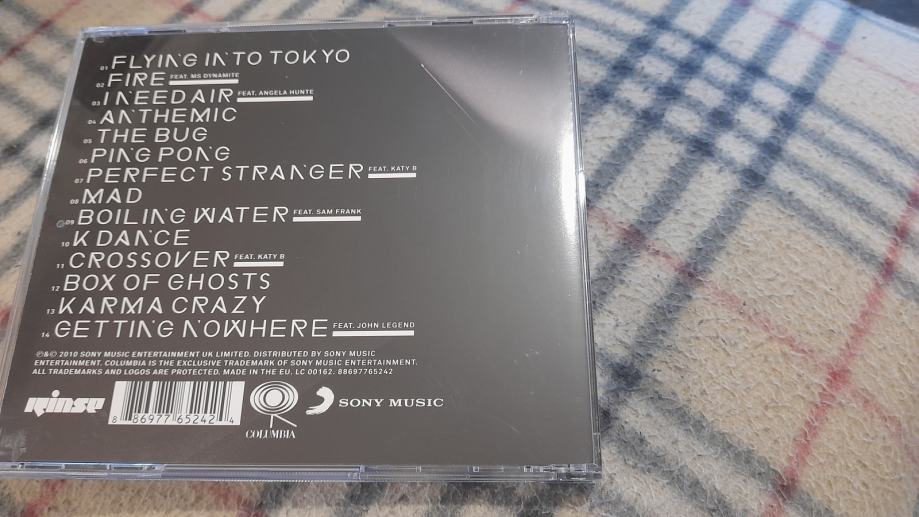 01 FLYING INTO TOKYO
02 FIRE FEAT. MS DYNAMITE
03 I NEED AIR FEAT. ANGELA HUNTE
04 ANTHEMIC
05 THE BUG
06 PING PONG
07 PERFECT STRANGER FEAT. KATY B
08 MAD
09 BOILING WATER FEAT. SAM FRANK
10 K DANCE
11 CROSSOVER FEAT. KATY B
12 BOX OF GHOSTS
13 KARMA CRAZY
14 GETTING NOWHERE FEAT. JOHN LEGEND
℗&© 2010 SONY MUSIC ENTERTAINMENT UK LIMITED. DISTRIBUTED BY SONY MUSIC
ENTERTAINMENT. COLUMBIA IS THE EXCLUSIVE TRADEMARK OF SONY MUSIC ENTERTAINMENT.
ALL TRADEMARKS AND LOGOS ARE PROTECTED. MADE IN THE EU. LC 00162. 88697765242
rinse
8 86977 65242 4
COLUMBIA
SONY MUSIC